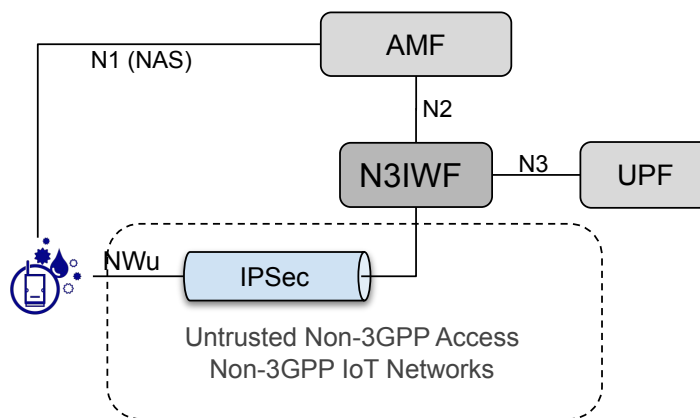 AMF
N1 (NAS)
N2
N3IWF
N3
UPF
NWu
IPSec
Untrusted Non-3GPP Access
Non-3GPP IoT Networks